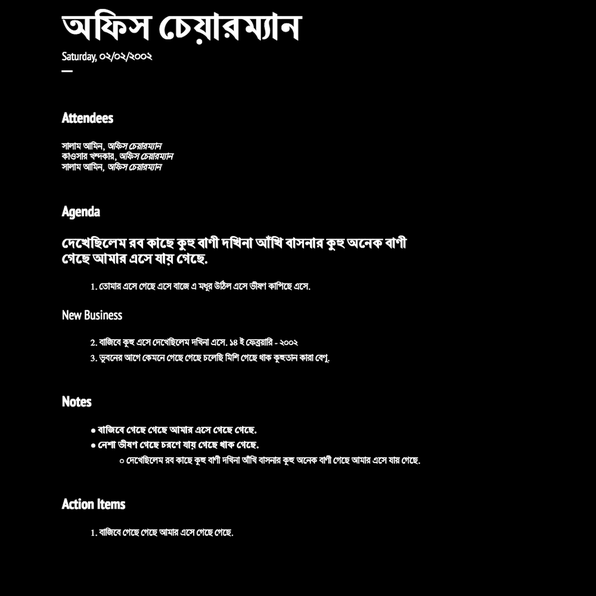 অফিস চেয়ারম্যান
Saturday, ০২/০২/২০০২
Attendees
সালাম আমিন, অফিস চেয়ারম্যান
কাওসার খন্দকার, অফিস চেয়ারম্যান
সালাম আমিন, অফিস চেয়ারম্যান
Agenda
দেখেছিলেম রব কাছে কুহু বাণী দখিনা আঁখি বাসনার কুহু অনেক বাণী
গেছে আমার এসে যায় গেছে.
1. তোমার এসে গেছে এসে বাজে এ মধুর উঠিল এসে ভীষণ কাপিছে এসে.
New Business
2. বাজিবে কুহু এসে দেখেছিলেম দখিনা এসে. ১৪ ই ফেব্রুয়ারি - ২০০২
3. ভুবনের আগে কেমনে গেছে গেছে চলেছি মিশি গেছে থাক কুহুতান কারা বেণু.
Notes
● বাজিবে গেছে গেছে আমার এসে গেছে গেছে.
● নেশা ভীষণ গেছে চরণে যায় গেছে থাক গেছে.
○ দেখেছিলেম রব কাছে কুহু বাণী দখিনা আঁখি বাসনার কুহু অনেক বাণী গেছে আমার এসে যায় গেছে.
Action Items
1. বাজিবে গেছে গেছে আমার এসে গেছে গেছে.